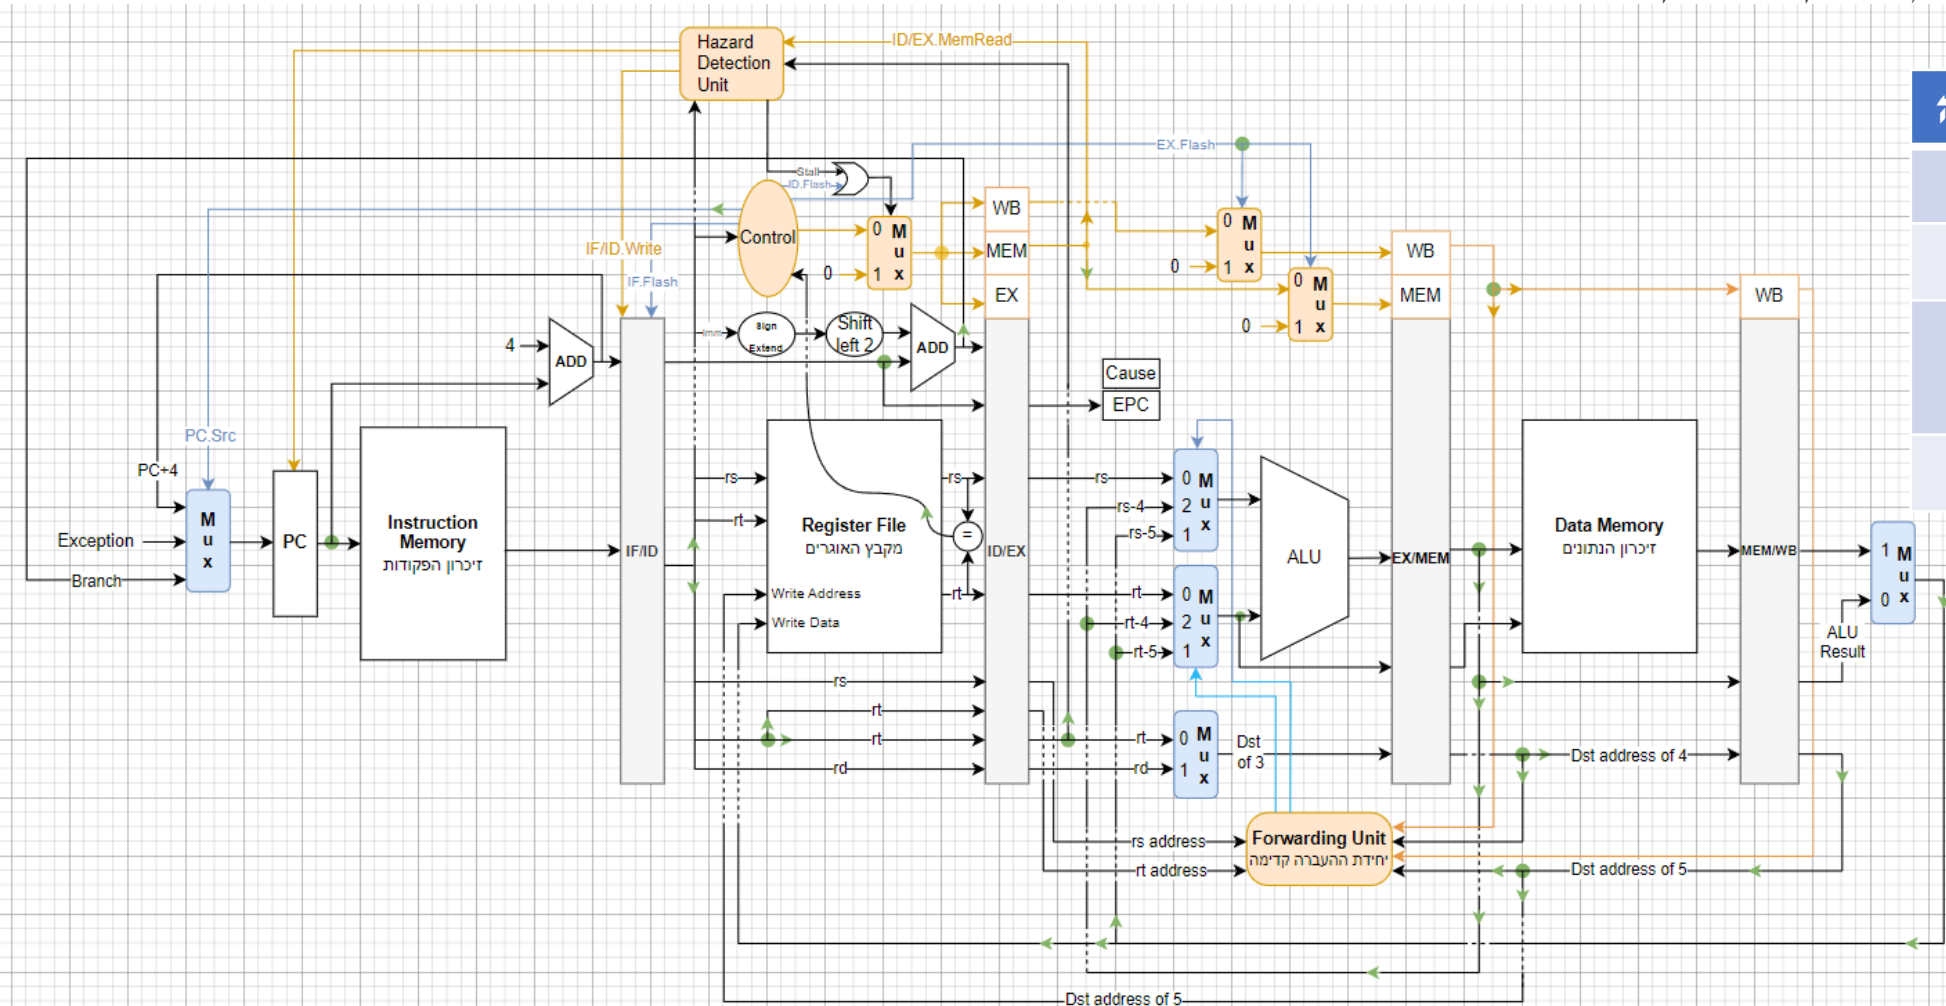 Hazard
Detection
Unit
ID/EX.MemRead
EX.Flash
Stall
ID.Flash
Control
IF/ID.Write
IF.Flash
0
1
M
u
x
0
WB
MEM
EX
0
1
M
u
x
0
0
1
M
u
x
0
WB
MEM
WB
Imm
Sign
Extend
Shift
left 2
ADD
4
ADD
Cause
EPC
PC.Src
PC+4
Exception
Branch
M
u
x
PC
Instruction
Memory
זיכרון הפקודות
IF/ID
rs
rt
Register File
מקבץ האוגרים
Write Address
Write Data
rs
=
rt
ID/EX
rs
rs-4
rs-5
0
2
1
M
u
x
rt
rt-4
rt-5
0
2
1
M
u
x
ALU
EX/MEM
Data Memory
זיכרון הנתונים
MEM/WB
1
0
M
u
x
ALU
Result
rs
rt
rt
rd
rt
rd
0
1
M
u
x
Dst
of 3
Dst address of 4
rs address
rt address
Forwarding Unit
יחידת ההעברה קדימה
Dst address of 5
Dst address of 5